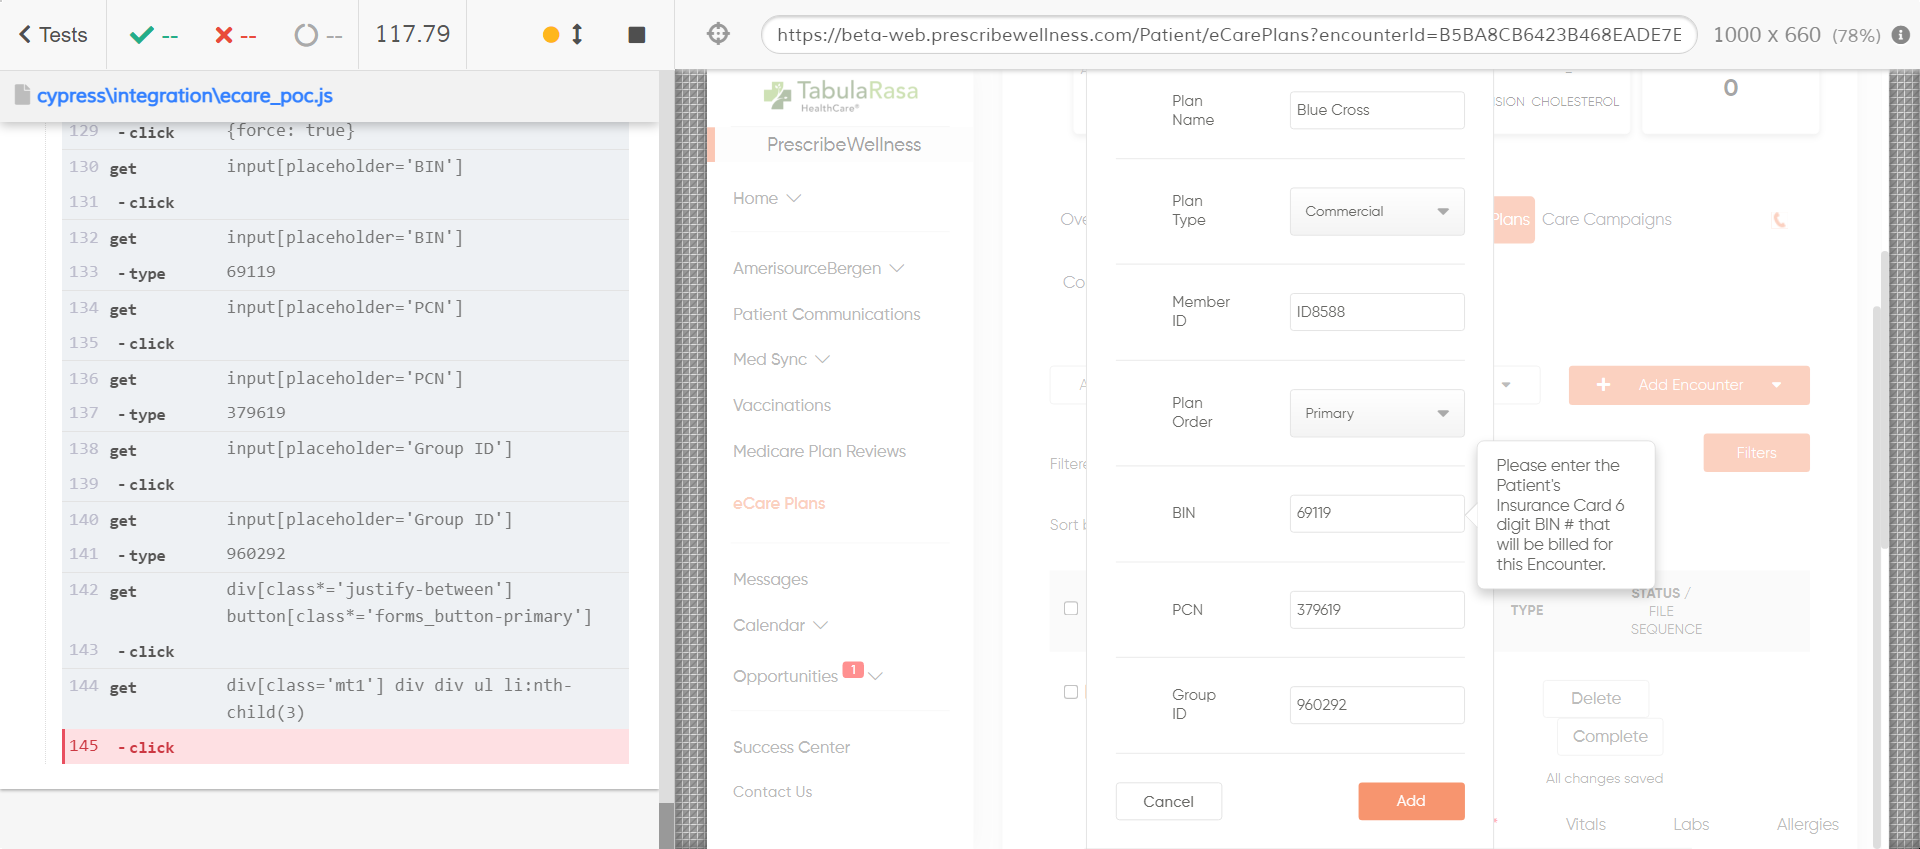 Tests
--
--
--
117.79
https://beta-web.prescribewellness.com/Patient/eCarePlans?encounterId=B5BA8CB6423B468EADE7E
1000 x 660 (78%)
cypress\integration\ecare_poc.js
129 - click {force: true}
130 get input[placeholder='BIN']
131 - click
132 get input[placeholder='BIN']
133 - type 69119
134 get input[placeholder='PCN']
135 - click
136 get input[placeholder='PCN']
137 - type 379619
138 get input[placeholder='Group ID']
139 - click
140 get input[placeholder='Group ID']
141 - type 960292
142 get div[class*='justify-between']
button[class*='forms_button-primary']
143 - click
144 get div[class='mt1'] div div ul li:nth-
child(3)
145 - click
TabulaRasa
HealthCare®
PrescribeWellness
Home
AmerisourceBergen
Patient Communications
Med Sync
Vaccinations
Medicare Plan Reviews
eCare Plans
Messages
Calendar
Opportunities 1
Success Center
Contact Us
Plan
Name
Blue Cross
Plan
Type
Commercial
Member
ID
ID8588
Plan
Order
Primary
BIN
69119
PCN
379619
Group
ID
960292
Cancel
Add
Please enter the
Patient's
Insurance Card 6
digit BIN # that
will be billed for
this Encounter.
SION CHOLESTEROL
0
Ove
Plans
Care Campaigns
Co
A
+ Add Encounter
Filtere
Filters
Sort b
TYPE
STATUS /
FILE
SEQUENCE
Delete
Complete
All changes saved
Vitals
Labs
Allergies